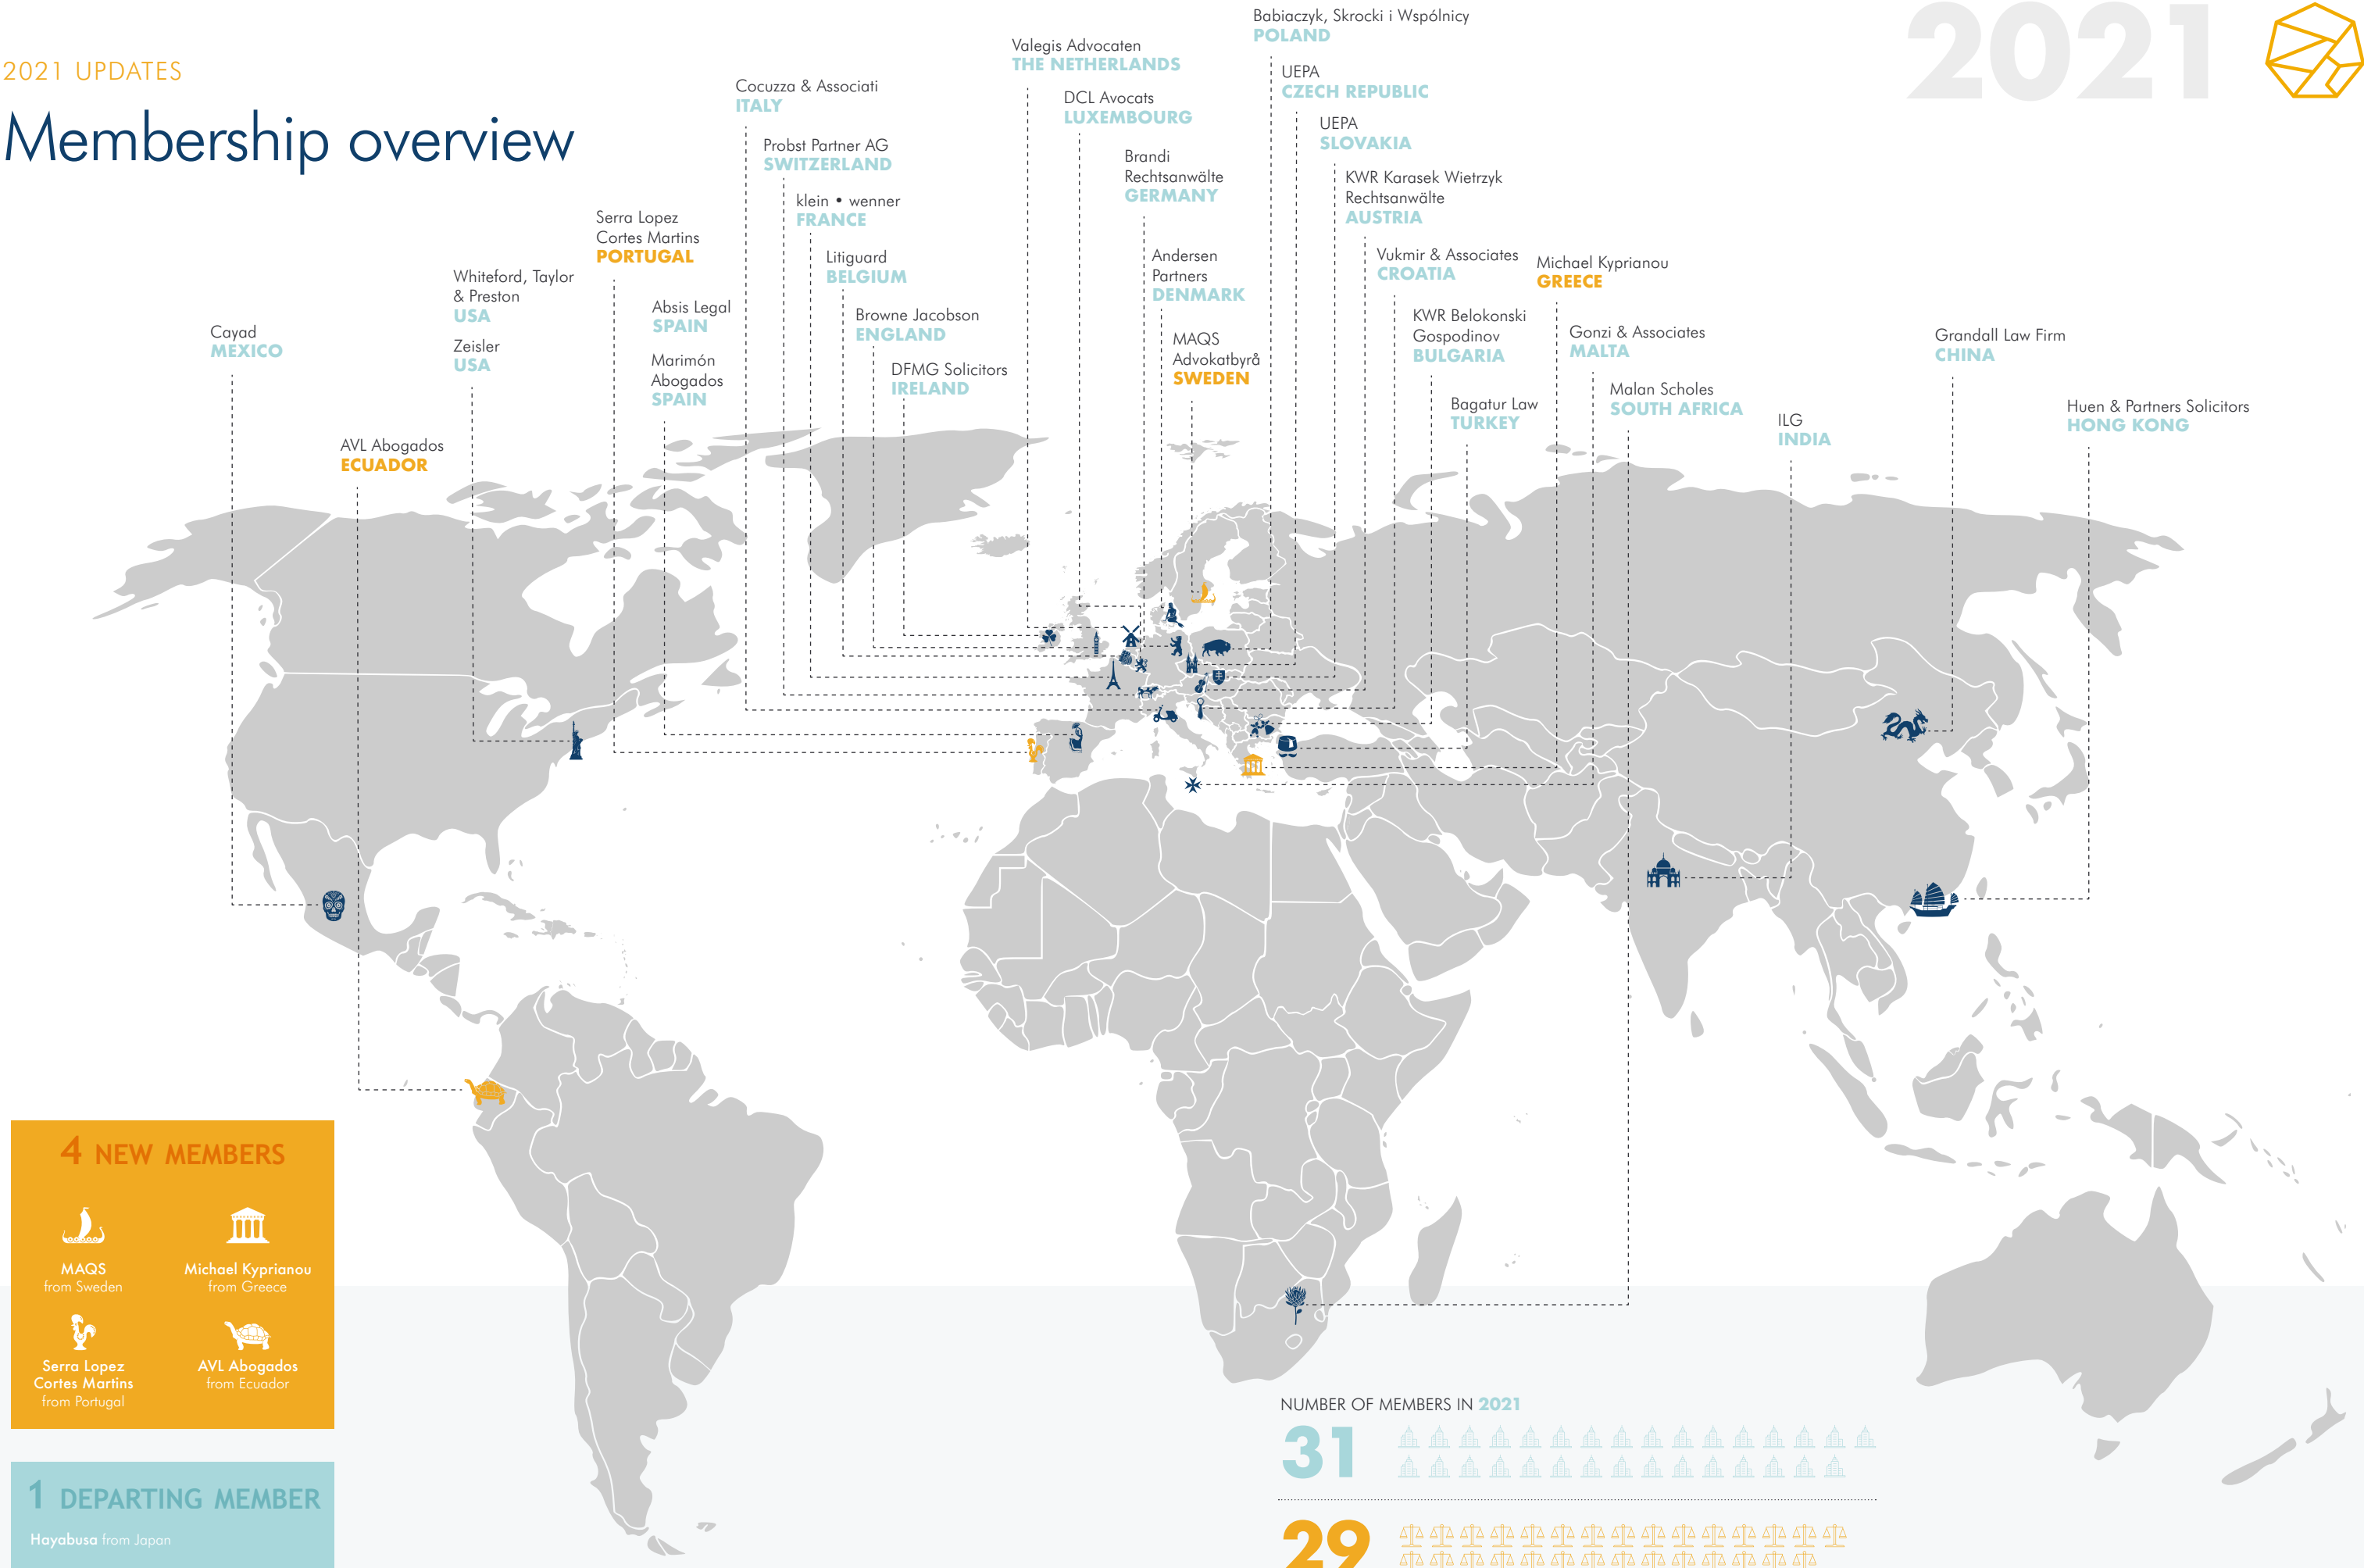 2021 UPDATES
Membership overview
2021
Cayad
MEXICO
AVL Abogados
ECUADOR
Whiteford, Taylor
& Preston
USA
Zeisler
USA
Serra Lopez
Cortes Martins
PORTUGAL
Absis Legal
SPAIN
Marimón
Abogados
SPAIN
Cocuzza & Associati
ITALY
Probst Partner AG
SWITZERLAND
klein • wenner
FRANCE
Litiguard
BELGIUM
Browne Jacobson
ENGLAND
DFMG Solicitors
IRELAND
Valegis Advocaten
THE NETHERLANDS
DCL Avocats
LUXEMBOURG
Brandi
Rechtsanwälte
GERMANY
Andersen
Partners
DENMARK
MAQS
Advokatbyrå
SWEDEN
Babiaczyk, Skrocki i Wspólnicy
POLAND
UEPA
CZECH REPUBLIC
UEPA
SLOVAKIA
KWR Karasek Wietrzyk
Rechtsanwälte
AUSTRIA
Vukmir & Associates
CROATIA
KWR Belokonski
Gospodinov
BULGARIA
Bagatur Law
TURKEY
Michael Kyprianou
GREECE
Gonzi & Associates
MALTA
Malan Scholes
SOUTH AFRICA
ILG
INDIA
Grandall Law Firm
CHINA
Huen & Partners Solicitors
HONG KONG
4 NEW MEMBERS
MAQS
from Sweden
Michael Kyprianou
from Greece
Serra Lopez
Cortes Martins
from Portugal
AVL Abogados
from Ecuador
1 DEPARTING MEMBER
Hayabusa from Japan
NUMBER OF MEMBERS IN 2021
31
29